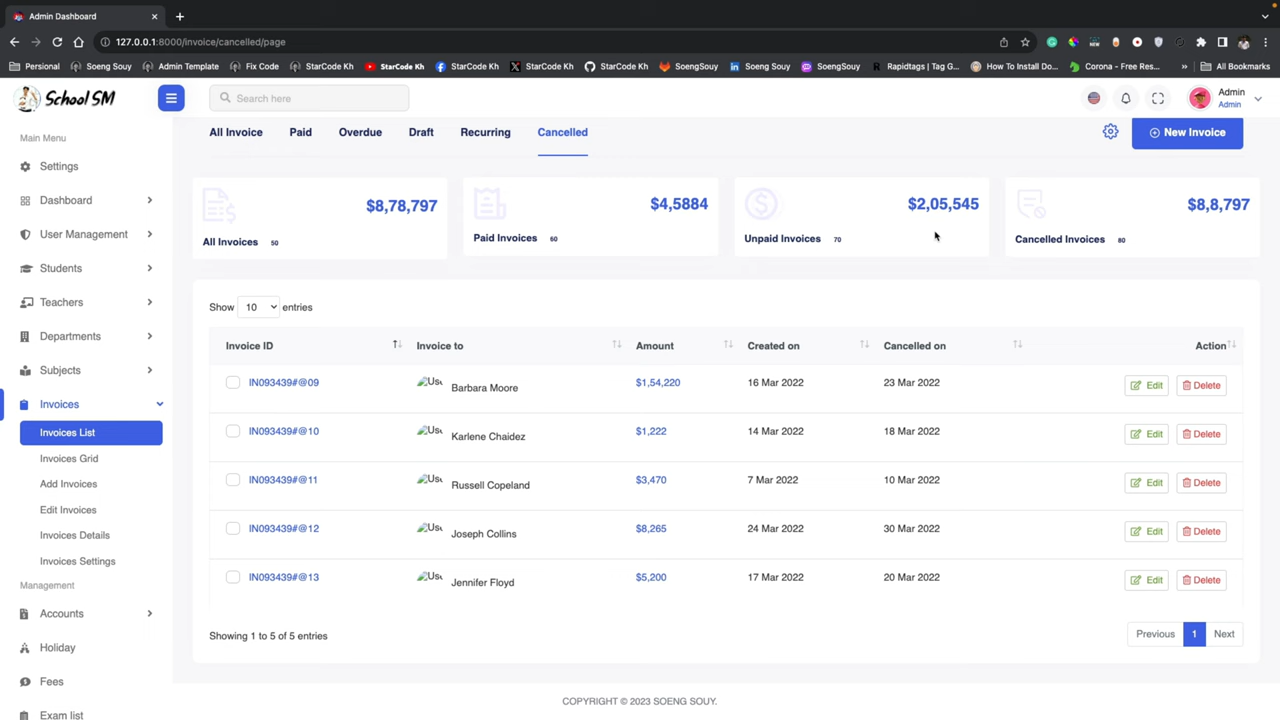 Admin Dashboard
127.0.0.1:8000/invoice/cancelled/page
Personal
Soeng Souy
Admin Template
Fix Code
StarCode Kh
StarCode Kh
StarCode Kh
StarCode Kh
StarCode Kh
SoengSouy
Soeng Souy
SoengSouy
Rapidtags | Tag G...
How To Install Do...
Corona - Free Res...
All Bookmarks
School SM
Search here
Admin
Admin
Main Menu
Settings
Dashboard
User Management
Students
Teachers
Departments
Subjects
Invoices
Invoices List
Invoices Grid
Add Invoices
Edit Invoices
Invoices Details
Invoices Settings
Management
Accounts
Holiday
Fees
Exam list
All Invoice Paid Overdue Draft Recurring Cancelled
New Invoice
$8,78,797
All Invoices 50
$4,5884
Paid Invoices 60
$2,05,545
Unpaid Invoices 70
$8,8,797
Cancelled Invoices 80
Show 10 entries
Invoice ID Invoice to Amount Created on Cancelled on Action
IN093439#@09 Barbara Moore $1,54,220 16 Mar 2022 23 Mar 2022 Edit Delete
IN093439#@10 Karlene Chaidez $1,222 14 Mar 2022 18 Mar 2022 Edit Delete
IN093439#@11 Russell Copeland $3,470 7 Mar 2022 10 Mar 2022 Edit Delete
IN093439#@12 Joseph Collins $8,265 24 Mar 2022 30 Mar 2022 Edit Delete
IN093439#@13 Jennifer Floyd $5,200 17 Mar 2022 20 Mar 2022 Edit Delete
Showing 1 to 5 of 5 entries
Previous 1 Next
COPYRIGHT © 2023 SOENG SOUY.